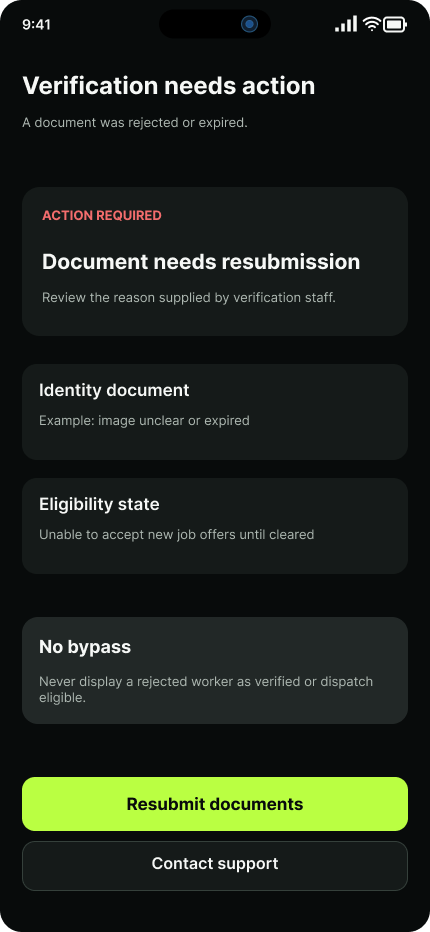 9:41
Verification needs action
A document was rejected or expired.
ACTION REQUIRED
Document needs resubmission
Review the reason supplied by verification staff.
Identity document
Example: image unclear or expired
Eligibility state
Unable to accept new job offers until cleared
No bypass
Never display a rejected worker as verified or dispatch
eligible.
Resubmit documents
Contact support